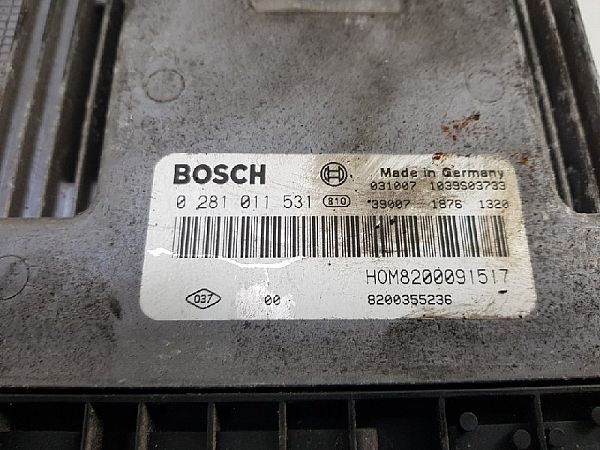 BOSCH
Made in Germany
031007 1039S03733
0 281 011 531 810 *39007 1876 1320
HOM8200091517
037 00 8200355236